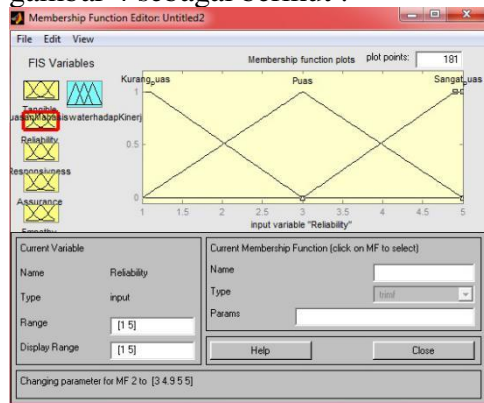 gambar 4 sebagai berikut :
Membership Function Editor: Untitled2
File Edit View
FIS Variables
Membership function plots
plot points:
181
Kurang_puas
Puas
Sangat_puas
1
0.5
0
1 1.5 2 2.5 3 3.5 4 4.5 5
input variable "Reliability"
Tangible
Reliability
Responsivness
Assurance
Current Variable
Name Reliability
Type input
Range [1 5]
Display Range [1 5]
Current Membership Function (click on MF to select)
Name
Type trimf
Params
Help
Close
Changing parameter for MF 2 to [3 4.9 5 5]